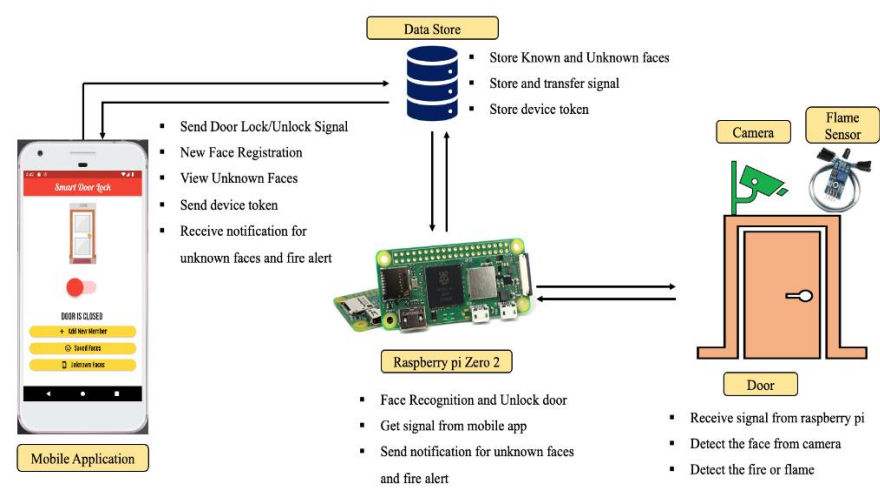 Data Store
Store Known and Unknown faces
Store and transfer signal
Store device token
Send Door Lock/Unlock Signal
New Face Registration
View Unknown Faces
Send device token
Receive notification for
unknown faces and fire alert
Smart Door Lock
DOOR IS CLOSED
+ Add New Member
Saved Faces
Unknown Faces
Mobile Application
Raspberry pi Zero 2
Face Recognition and Unlock door
Get signal from mobile app
Send notification for unknown faces
and fire alert
Camera
Flame
Sensor
Door
Receive signal from raspberry pi
Detect the face from camera
Detect the fire or flame